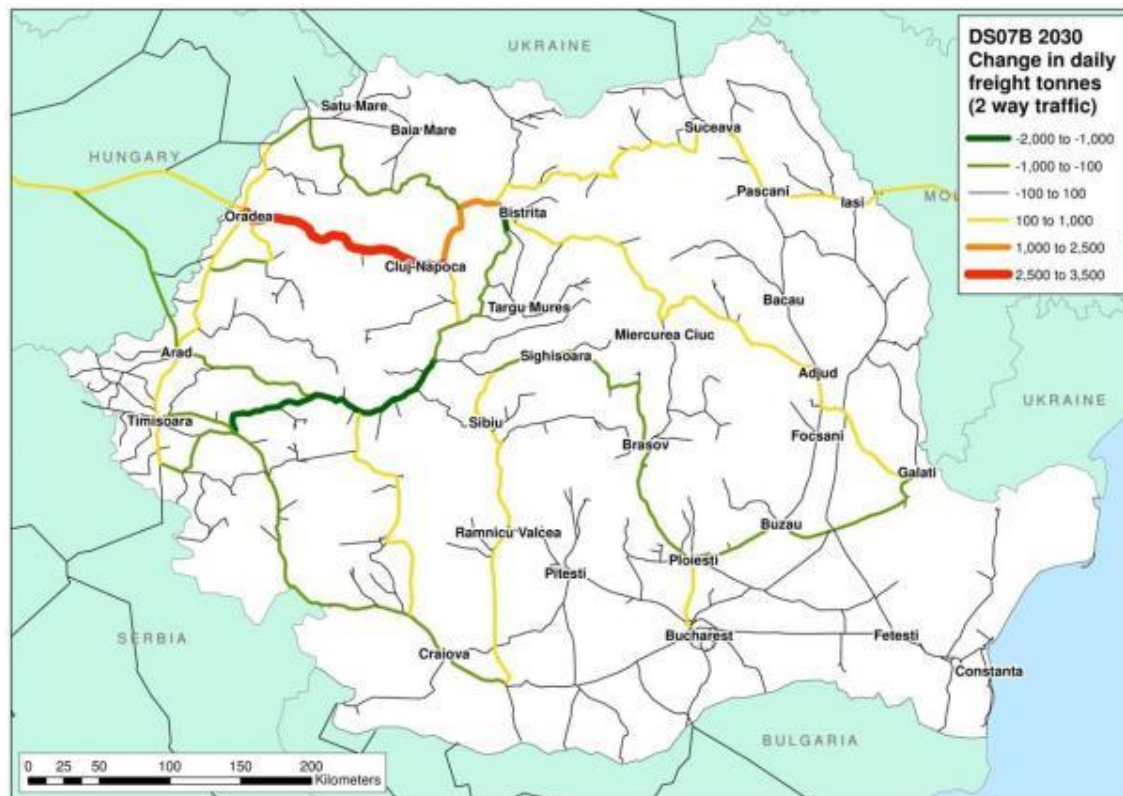 DS07B 2030
Change in daily
freight tonnes
(2 way traffic)
-2,000 to -1,000
-1,000 to -100
-100 to 100
100 to 1,000
1,000 to 2,500
2,500 to 3,500
UKRAINE
Satu Mare
Baia Mare
Suceava
HUNGARY
Pascani
Iasi
MOL
Oradea
Bistrita
Cluj-Napoca
Targu Mures
Bacau
Miercurea Ciuc
Arad
Sighisoara
Adjud
UKRAINE
Timisoara
Sibiu
Focsani
Brasov
Galati
Ramnicu Valcea
Buzau
Ploiesti
Pitesti
SERBIA
Bucharest
Fetesti
Craiova
Constanta
BULGARIA
0 25 50 100 150 200
Kilometers